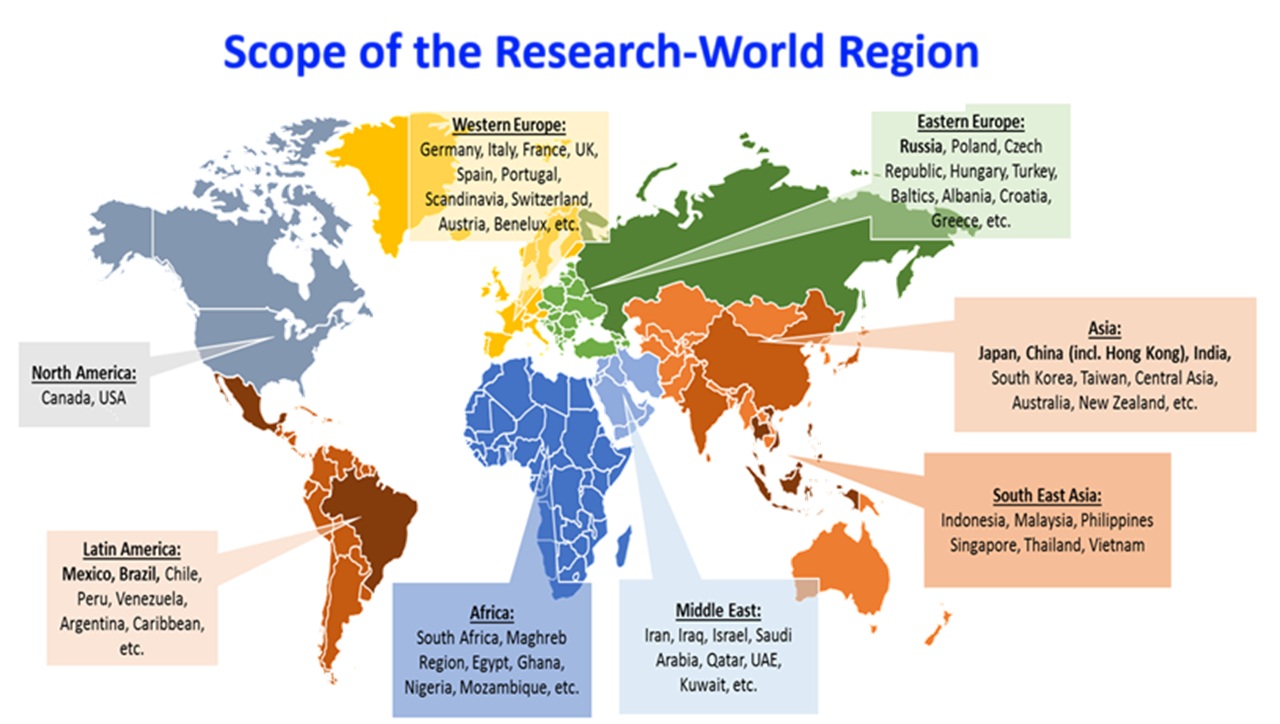 Scope of the Research-World Region
Western Europe:
Germany, Italy, France, UK,
Spain, Portugal,
Scandinavia, Switzerland,
Austria, Benelux, etc.
Eastern Europe:
Russia, Poland, Czech
Republic, Hungary, Turkey,
Baltics, Albania, Croatia,
Greece, etc.
North America:
Canada, USA
Asia:
Japan, China (incl. Hong Kong), India,
South Korea, Taiwan, Central Asia,
Australia, New Zealand, etc.
South East Asia:
Indonesia, Malaysia, Philippines
Singapore, Thailand, Vietnam
Latin America:
Mexico, Brazil, Chile,
Peru, Venezuela,
Argentina, Caribbean,
etc.
Africa:
South Africa, Maghreb
Region, Egypt, Ghana,
Nigeria, Mozambique, etc.
Middle East:
Iran, Iraq, Israel, Saudi
Arabia, Qatar, UAE,
Kuwait, etc.